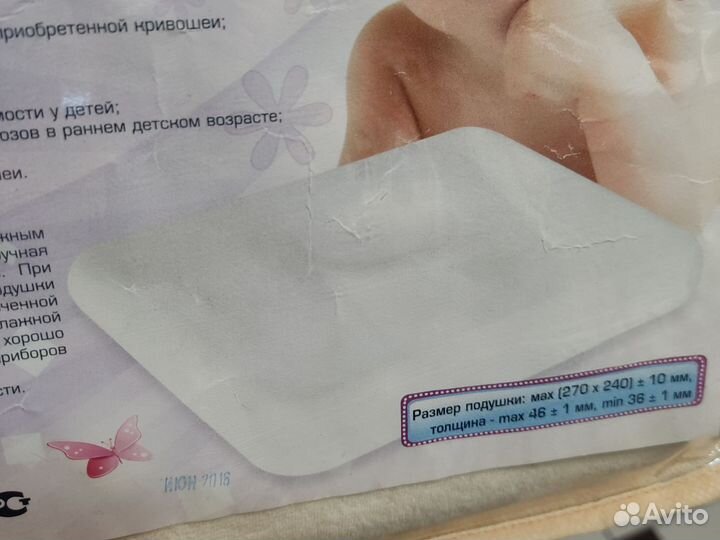 приобретенной кривошеи;
мости у детей;
озов в раннем детском возрасте;
еи.
жным
учная
. При
одушки
ченной
лажной
хорошо
риборов
сти.
Размер подушки: max (270 x 240) ± 10 мм,
толщина - max 46 ± 1 мм, min 36 ± 1 мм
ИЮН 2016
Avito